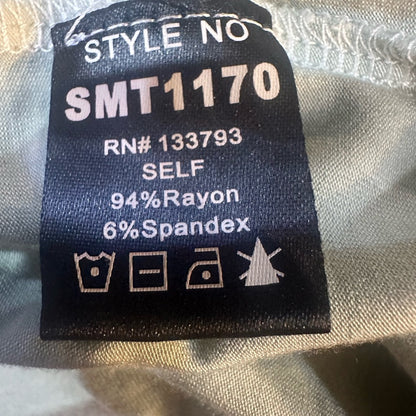 STYLE NO
SMT1170
RN# 133793
SELF
94%Rayon
6%Spandex